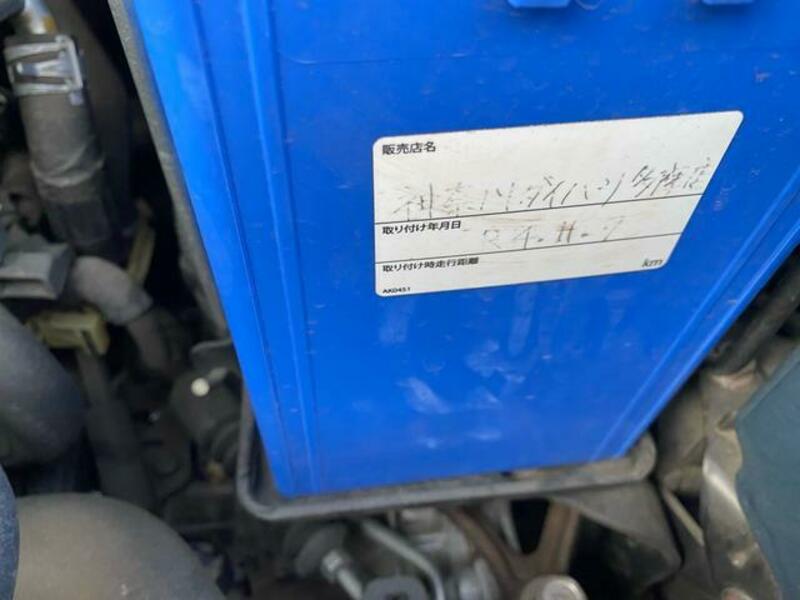 販売店名
神奈川ダイハツ多摩店
取り付け年月日
24.11.7
取り付け時走行距離
km
AK0451